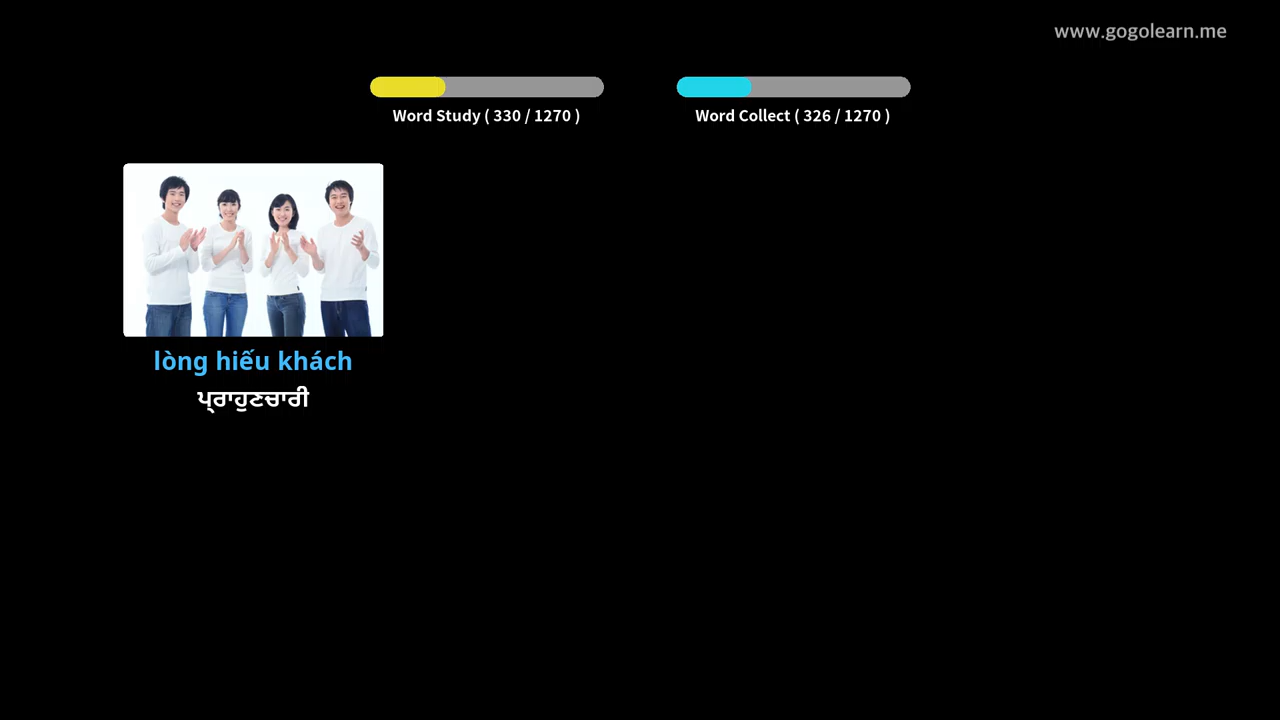 www.gogolearn.me
Word Study ( 330 / 1270 )
Word Collect ( 326 / 1270 )
lòng hiếu khách
ਪ੍ਰਾਹੁਣਚਾਰੀ